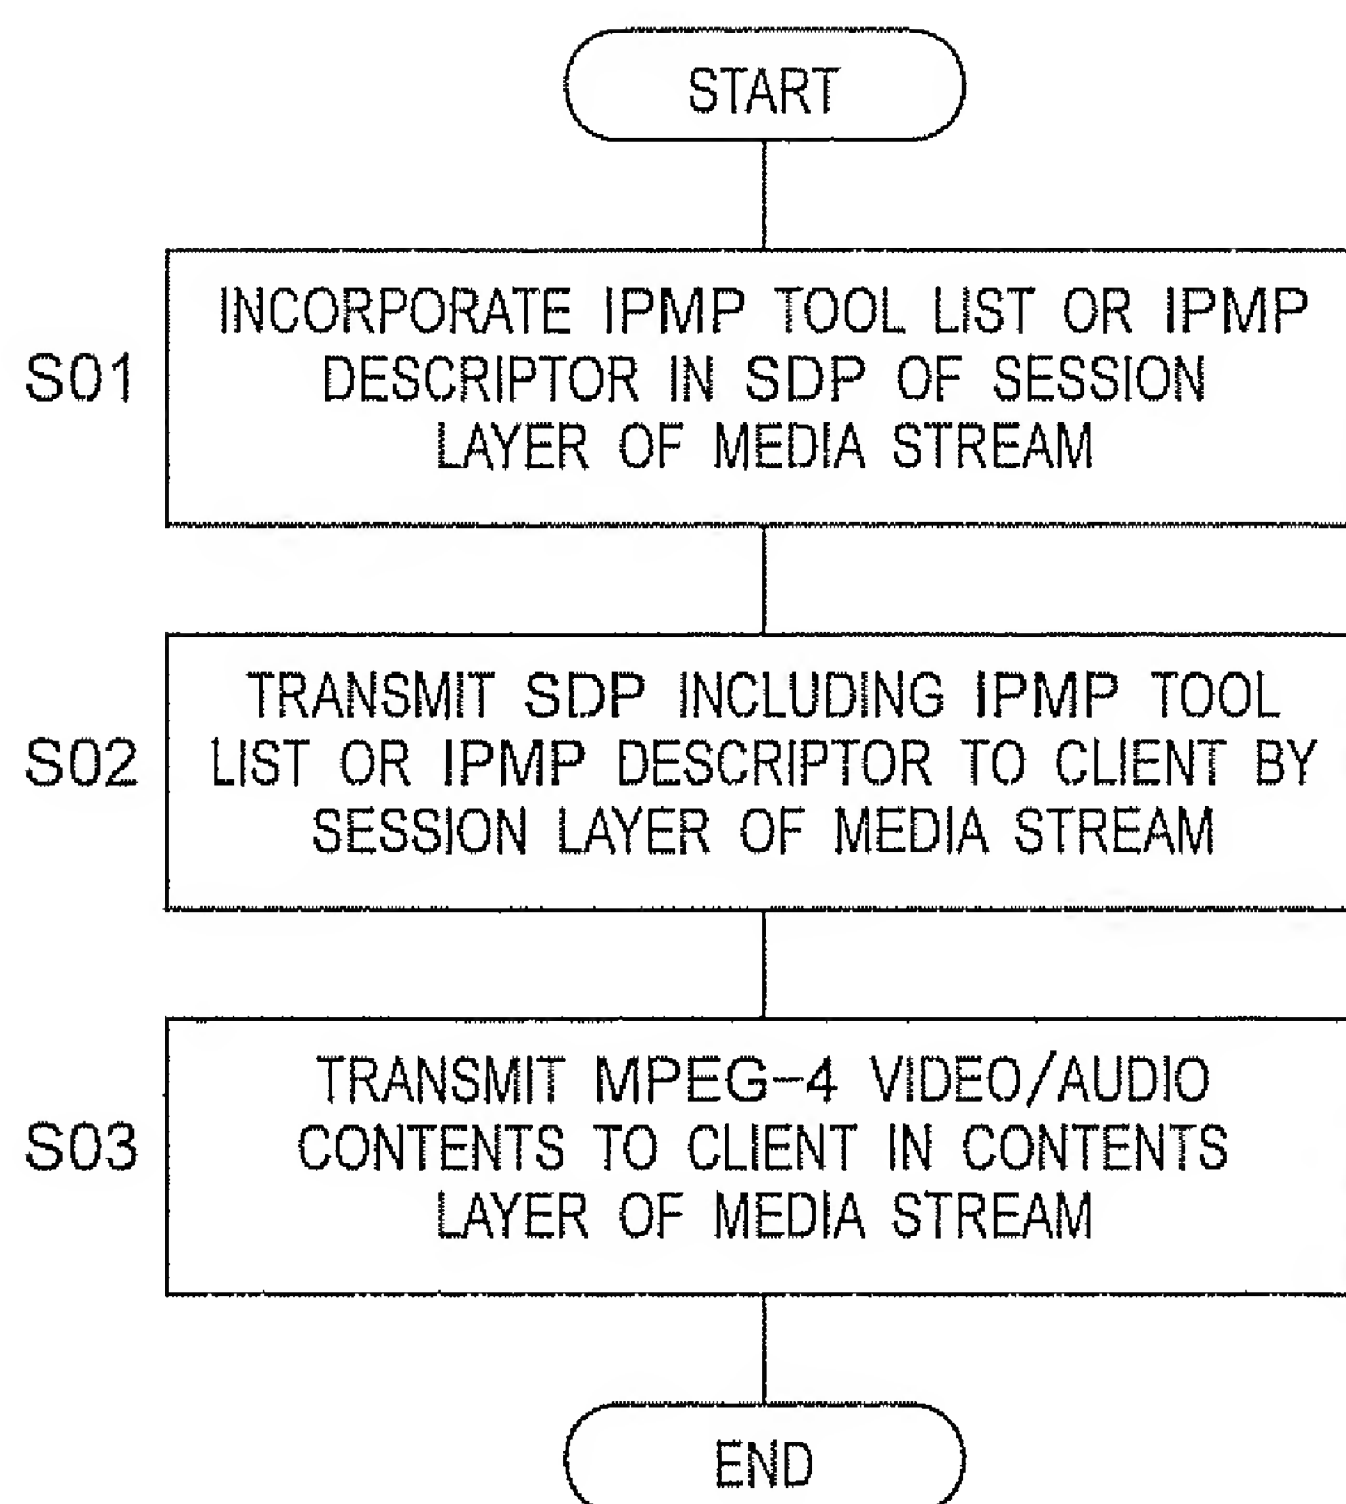 START
S01
INCORPORATE IPMP TOOL LIST OR IPMP
DESCRIPTOR IN SDP OF SESSION
LAYER OF MEDIA STREAM
S02
TRANSMIT SDP INCLUDING IPMP TOOL
LIST OR IPMP DESCRIPTOR TO CLIENT BY
SESSION LAYER OF MEDIA STREAM
S03
TRANSMIT MPEG-4 VIDEO/AUDIO
CONTENTS TO CLIENT IN CONTENTS
LAYER OF MEDIA STREAM
END